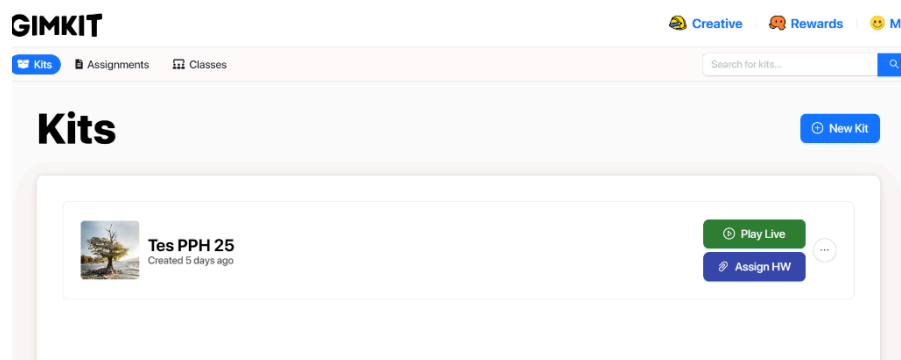 GIMKIT
Creative
Rewards
M
Kits
Assignments
Classes
Search for kits...
Kits
New Kit
Tes PPH 25
Created 5 days ago
Play Live
Assign HW